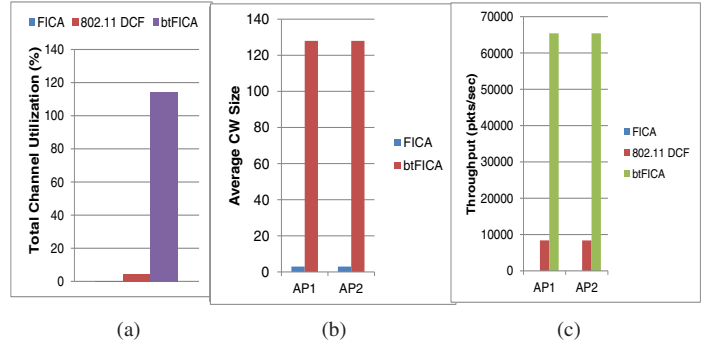 FICA 802.11 DCF btFICA
Total Channel Utilization (%)
140
120
100
80
60
40
20
0
(a)
Average CW Size
140
120
100
80
60
40
20
0
AP1 AP2
FICA
btFICA
(b)
Throughput (pkts/sec)
70000
60000
50000
40000
30000
20000
10000
0
AP1 AP2
FICA
802.11 DCF
btFICA
(c)